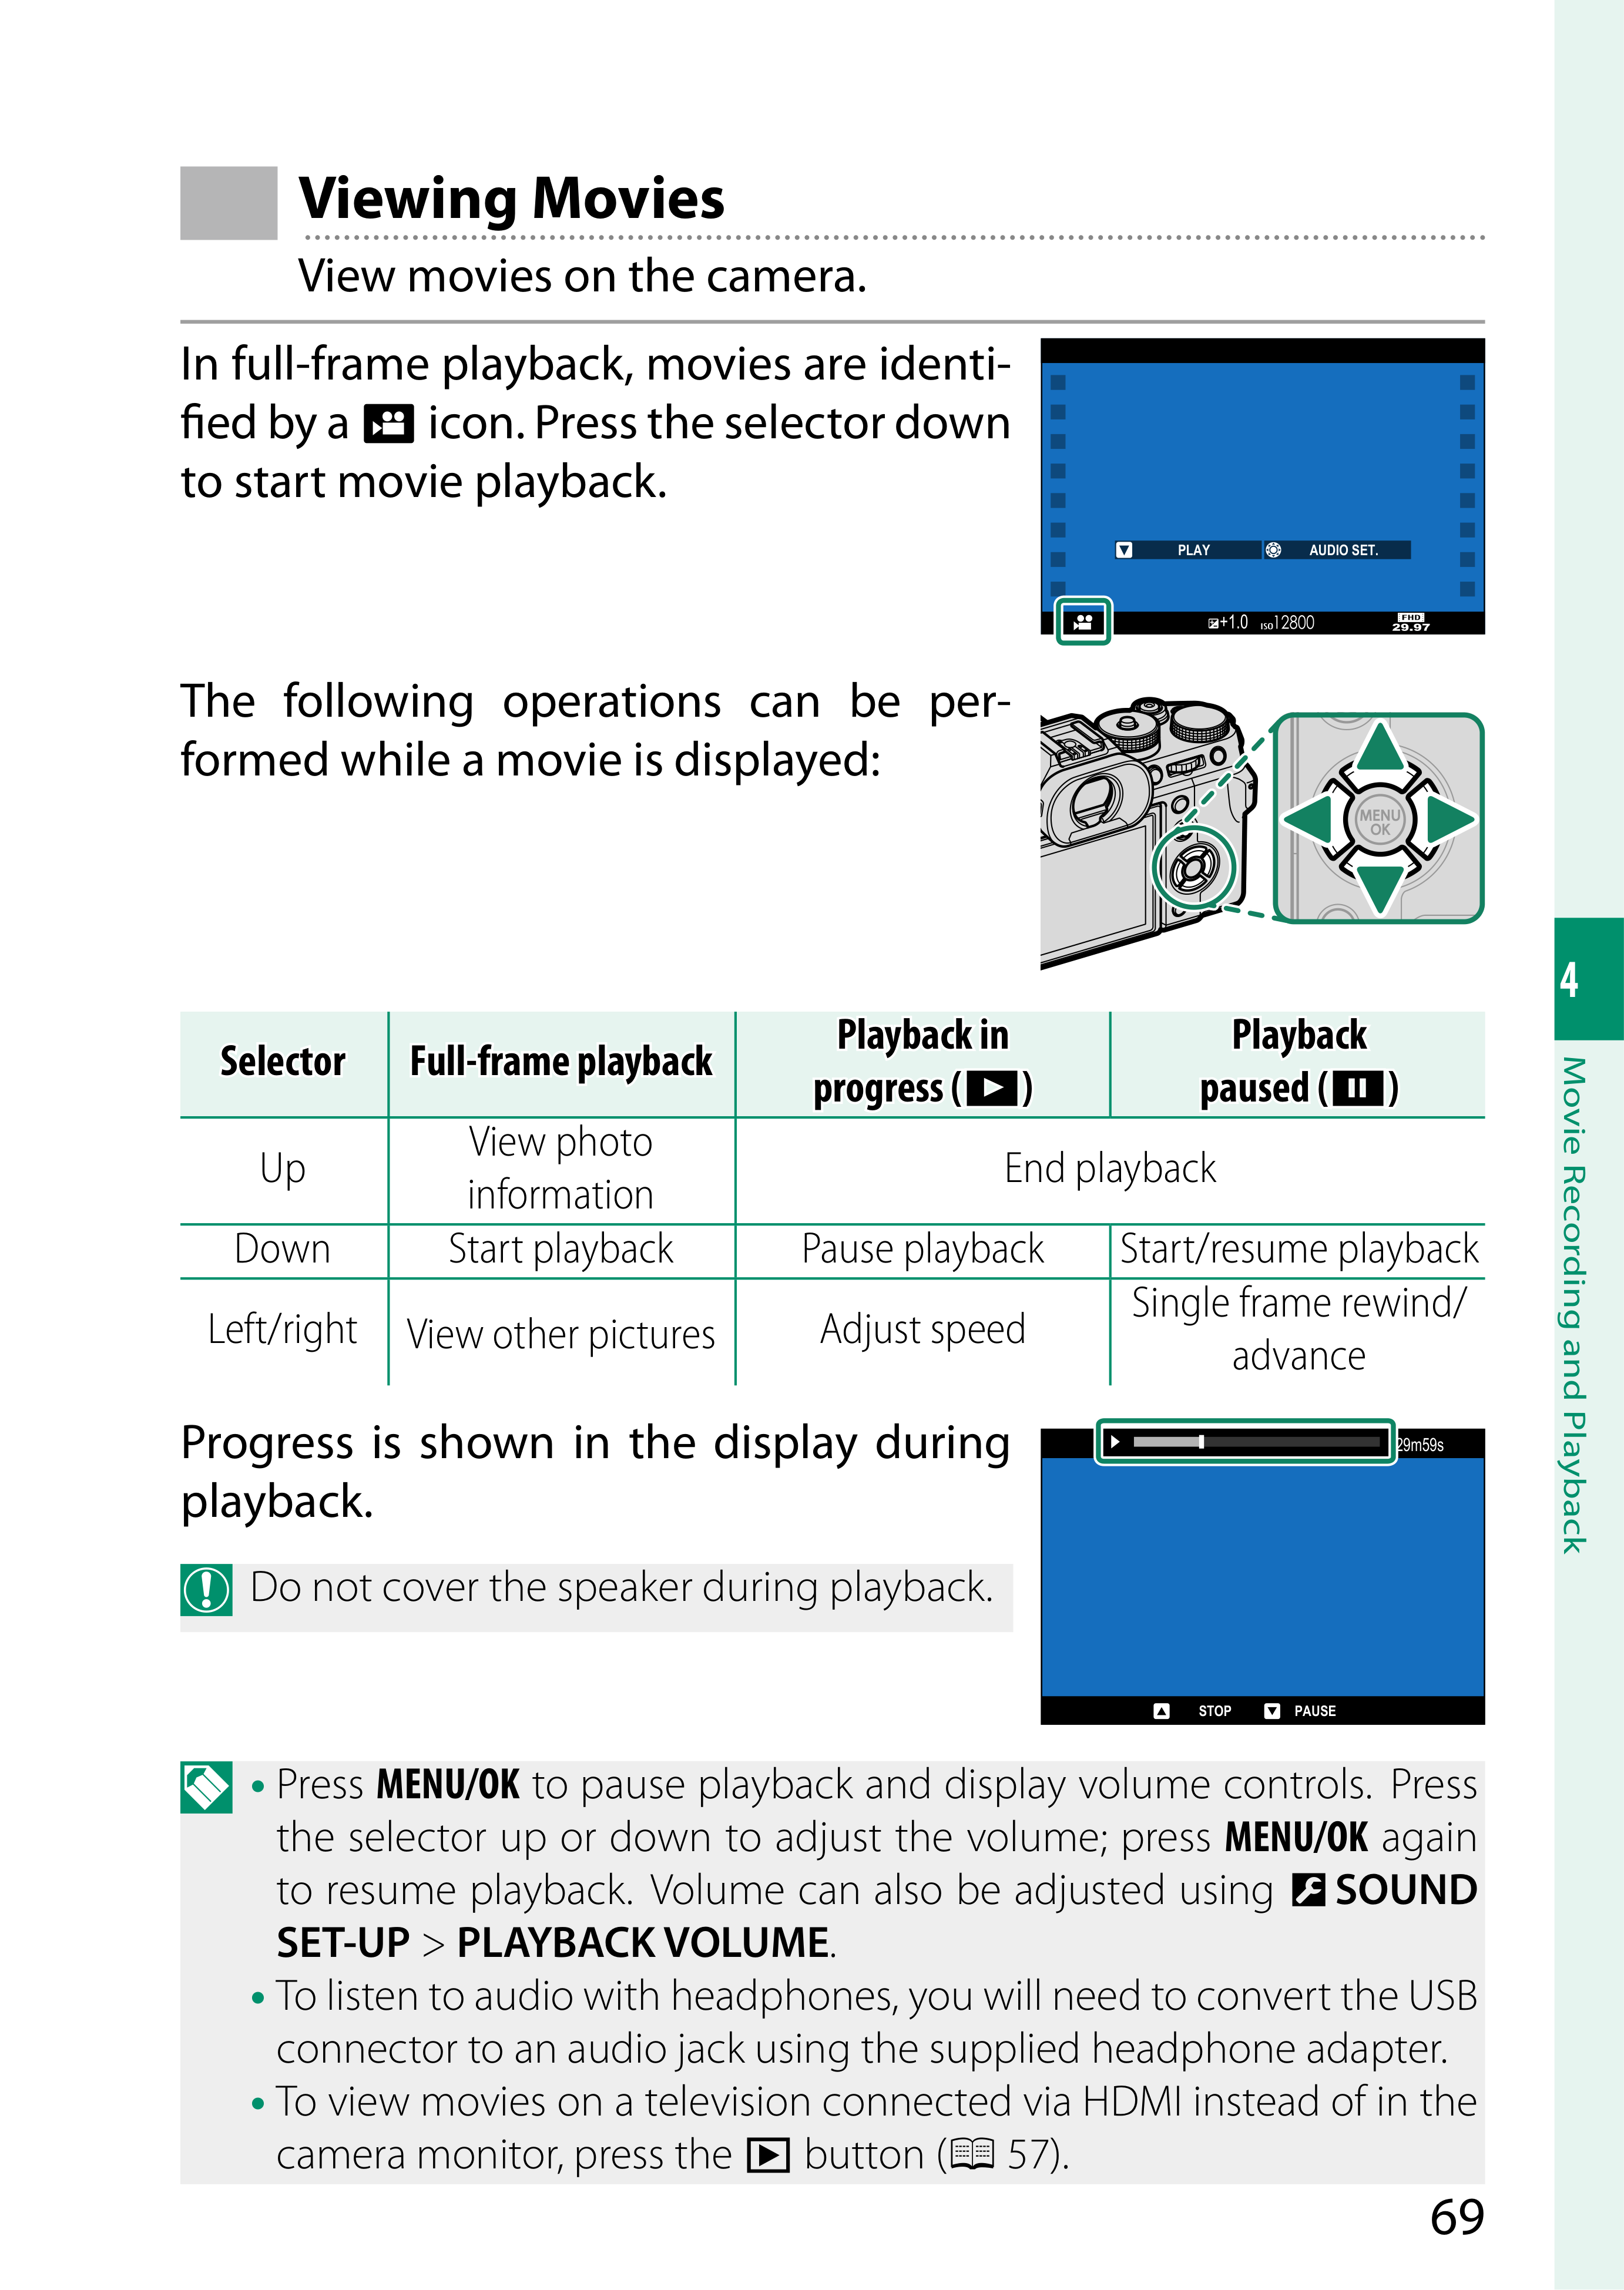 Viewing Movies
View movies on the camera.
In full-frame playback, movies are identi-
fied by a icon. Press the selector down
to start movie playback.
PLAY AUDIO SET.
+1.0 ISO12800 FHD
29.97
The following operations can be per-
formed while a movie is displayed:
MENU
OK
4
Movie Recording and Playback
Selector Full-frame playback Playback in progress ( ) Playback paused ( )
Up View photo information End playback
Down Start playback Pause playback Start/resume playback
Left/right View other pictures Adjust speed Single frame rewind/advance
Progress is shown in the display during
playback.
29m59s
STOP PAUSE
Do not cover the speaker during playback.
• Press MENU/OK to pause playback and display volume controls. Press
the selector up or down to adjust the volume; press MENU/OK again
to resume playback. Volume can also be adjusted using SOUND
SET-UP > PLAYBACK VOLUME.
• To listen to audio with headphones, you will need to convert the USB
connector to an audio jack using the supplied headphone adapter.
• To view movies on a television connected via HDMI instead of in the
camera monitor, press the button ( 57).
69